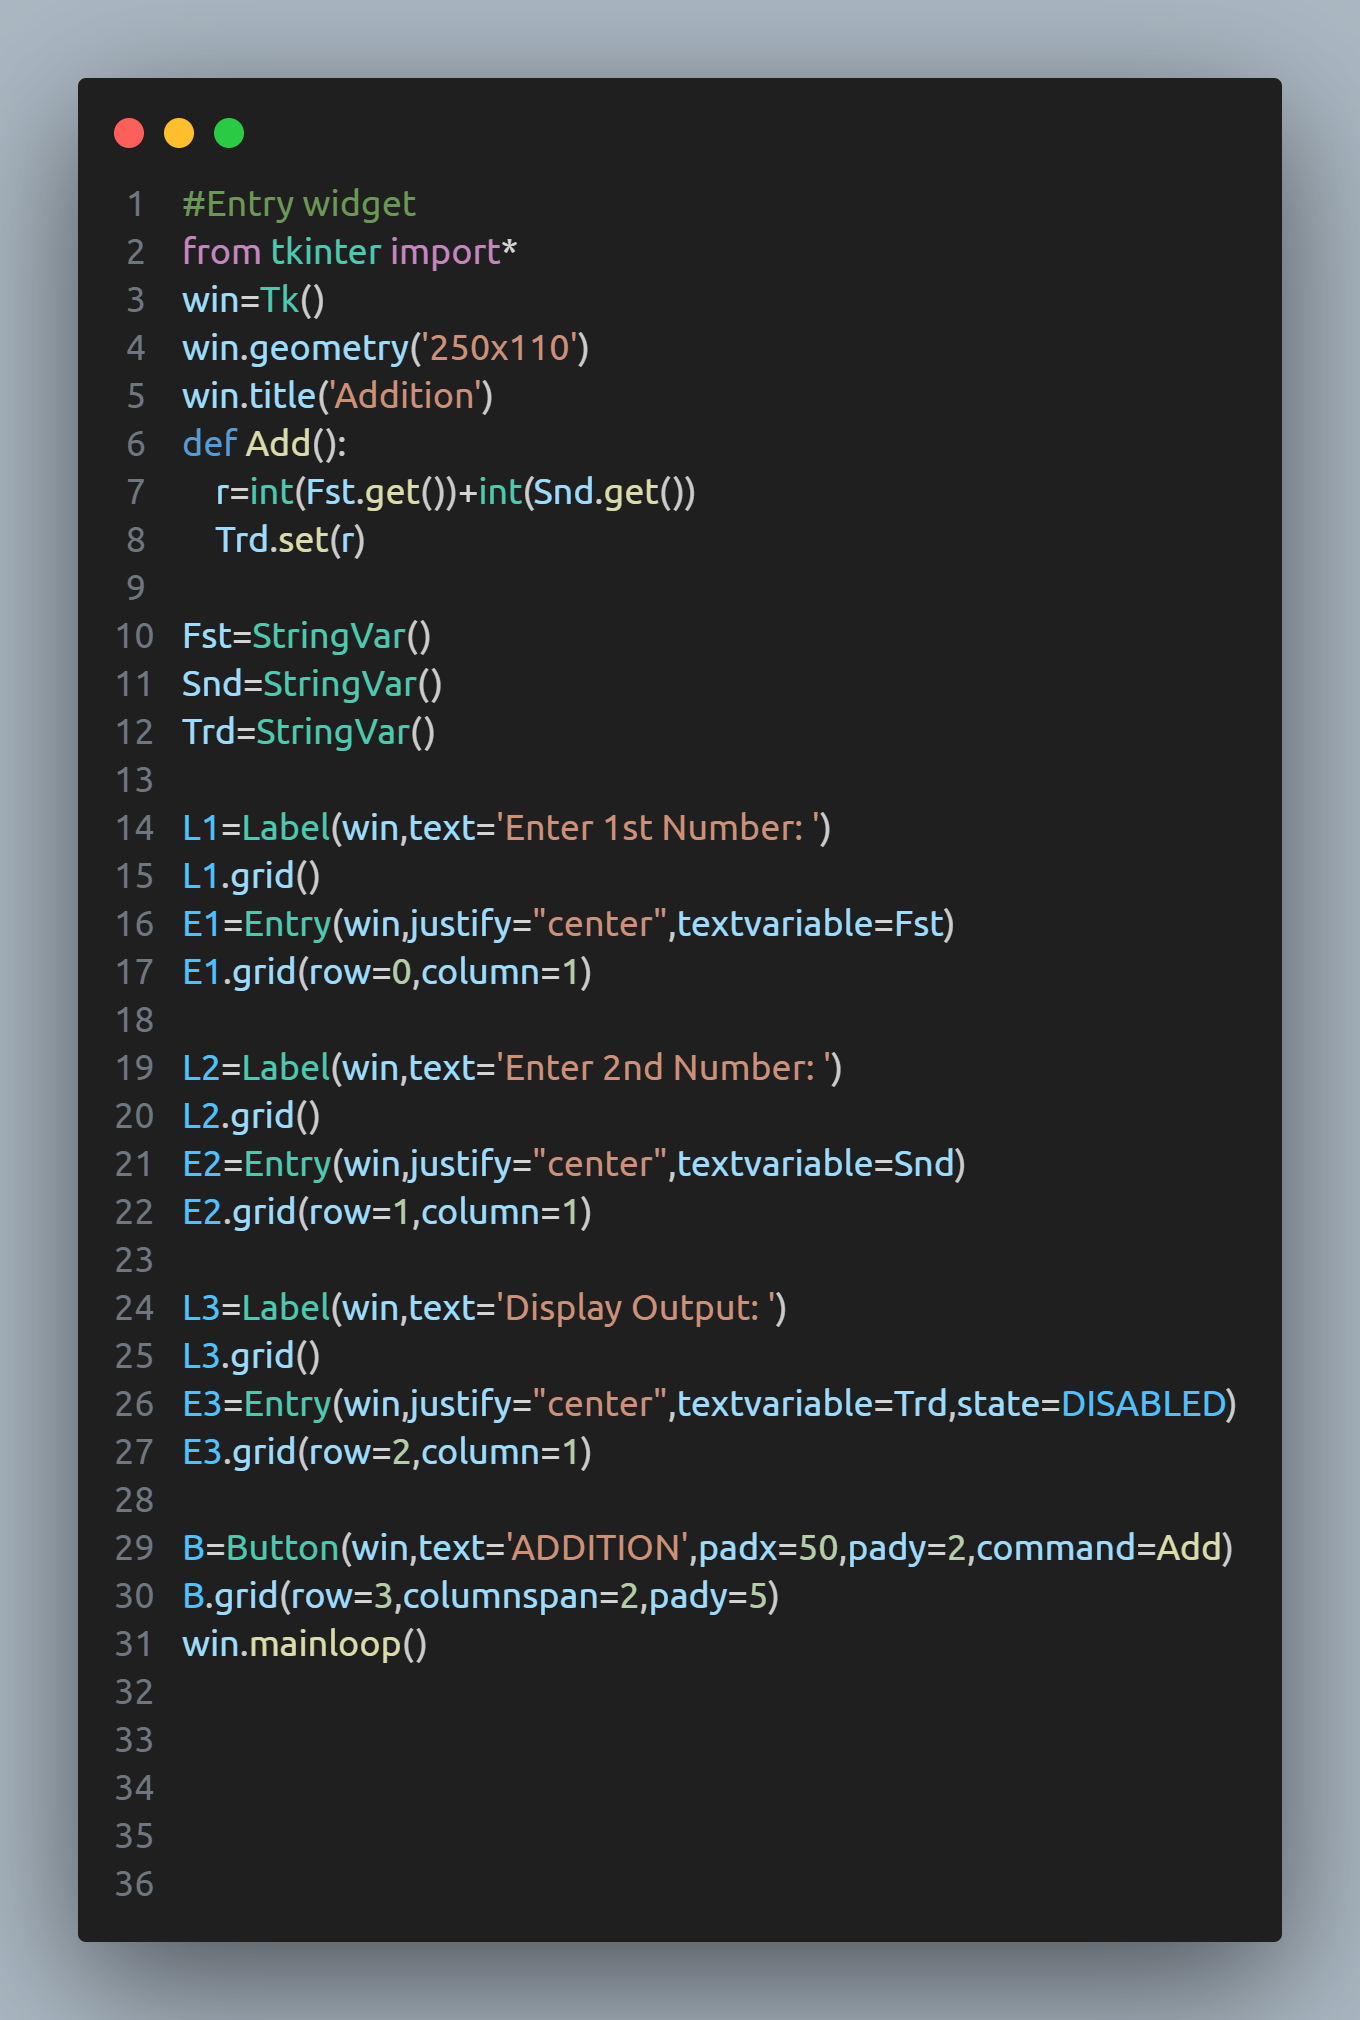 1 #Entry widget
2 from tkinter import*
3 win=Tk()
4 win.geometry('250x110')
5 win.title('Addition')
6 def Add():
7     r=int(Fst.get())+int(Snd.get())
8     Trd.set(r)
9
10 Fst=StringVar()
11 Snd=StringVar()
12 Trd=StringVar()
13
14 L1=Label(win,text='Enter 1st Number: ')
15 L1.grid()
16 E1=Entry(win,justify="center",textvariable=Fst)
17 E1.grid(row=0,column=1)
18
19 L2=Label(win,text='Enter 2nd Number: ')
20 L2.grid()
21 E2=Entry(win,justify="center",textvariable=Snd)
22 E2.grid(row=1,column=1)
23
24 L3=Label(win,text='Display Output: ')
25 L3.grid()
26 E3=Entry(win,justify="center",textvariable=Trd,state=DISABLED)
27 E3.grid(row=2,column=1)
28
29 B=Button(win,text='ADDITION',padx=50,pady=2,command=Add)
30 B.grid(row=3,columnspan=2,pady=5)
31 win.mainloop()
32
33
34
35
36